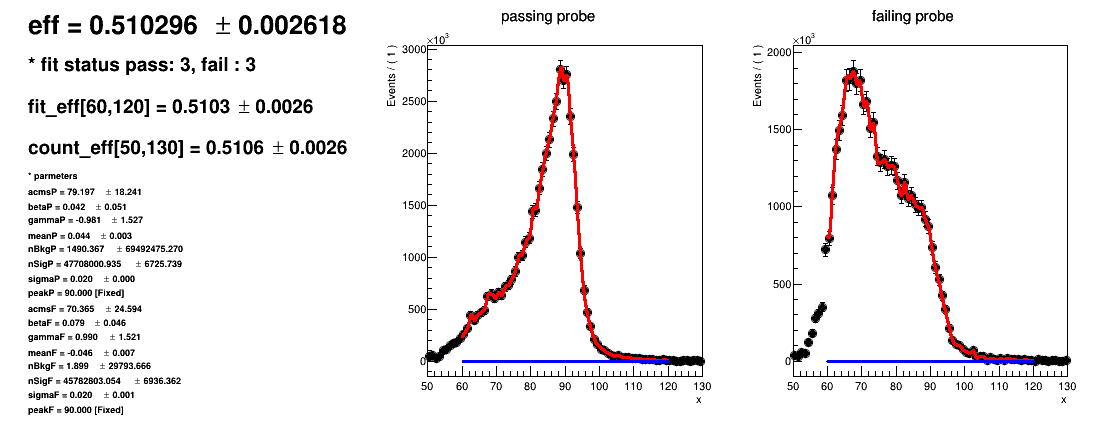 eff = 0.510296 ± 0.002618
* fit status pass: 3, fail : 3
fit_eff[60,120] = 0.5103 ± 0.0026
count_eff[50,130] = 0.5106 ± 0.0026
* parmeters
acmsP = 79.197 ± 18.241
betaP = 0.042 ± 0.051
gammaP = -0.981 ± 1.527
meanP = 0.044 ± 0.003
nBkgP = 1490.367 ± 69492475.270
nSigP = 47708000.935 ± 6725.739
sigmaP = 0.020 ± 0.000
peakP = 90.000 [Fixed]
acmsF = 70.365 ± 24.594
betaF = 0.079 ± 0.046
gammaF = 0.990 ± 1.521
meanF = -0.046 ± 0.007
nBkgF = 1.899 ± 29793.666
nSigF = 45782803.054 ± 6936.362
sigmaF = 0.020 ± 0.001
peakF = 90.000 [Fixed]
passing probe
×10³
Events / ( 1 )
3000
2500
2000
1500
1000
500
0
50 60 70 80 90 100 110 120 130
x
failing probe
×10³
Events / ( 1 )
2000
1500
1000
500
0
50 60 70 80 90 100 110 120 130
x